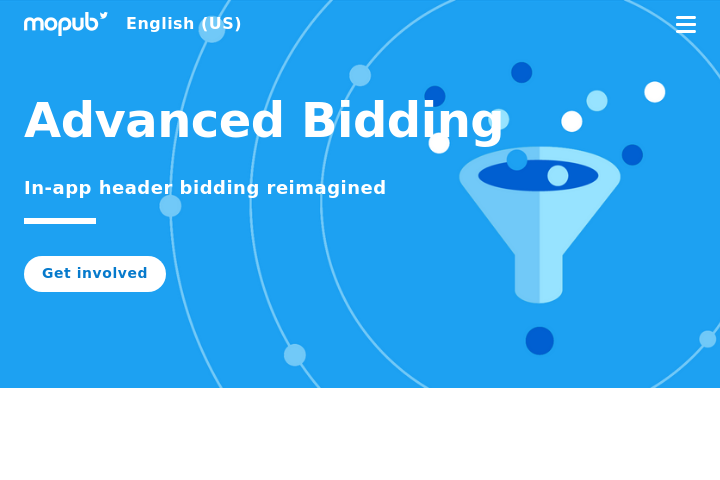 mopub
English (US)
Advanced Bidding
In-app header bidding reimagined
Get involved